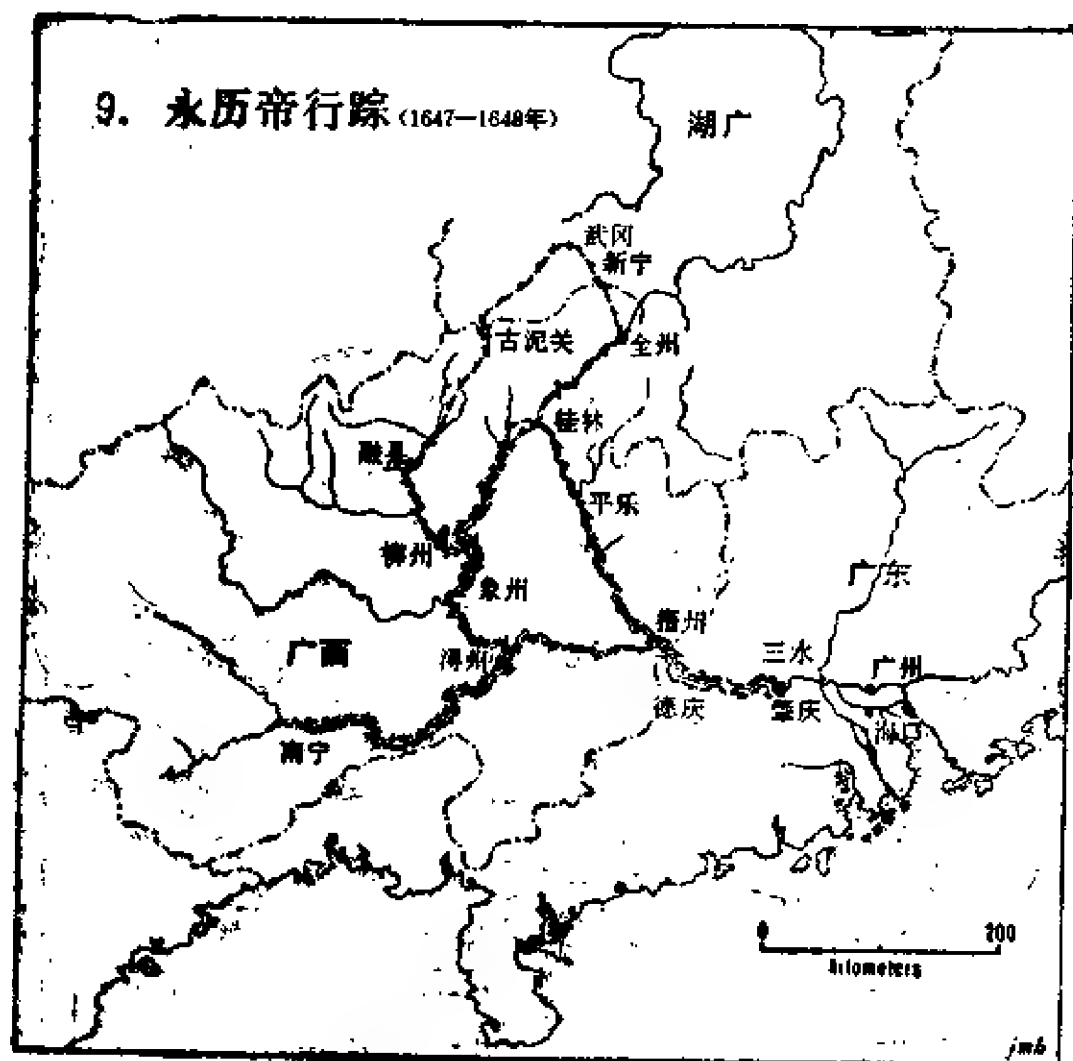 9. 永历帝行踪 (1647—1648年)
湖广
武冈
新宁
古泥关
全州
桂林
融县
平乐
柳州
广东
象州
梧州
广西
浔州
三水
广州
德庆
肇庆
海口
南宁
0 200
kilometers
jmb